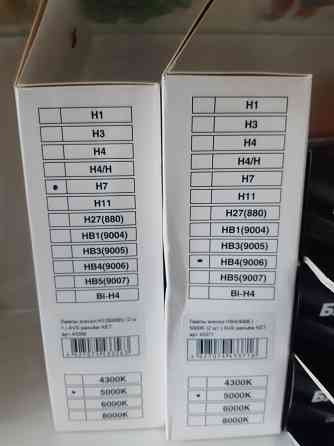 H1
H3
H4
H4/H
• H7
H11
H27(880)
HB1(9004)
HB3(9005)
HB4(9006)
HB5(9007)
Bi-H4
4300K
• 5000K
6000K
8000K
H1
H3
H4
H4/H
H7
H11
H27(880)
HB1(9004)
HB3(9005)
• HB4(9006)
HB5(9007)
Bi-H4
4300K
• 5000K
6000K
8000K